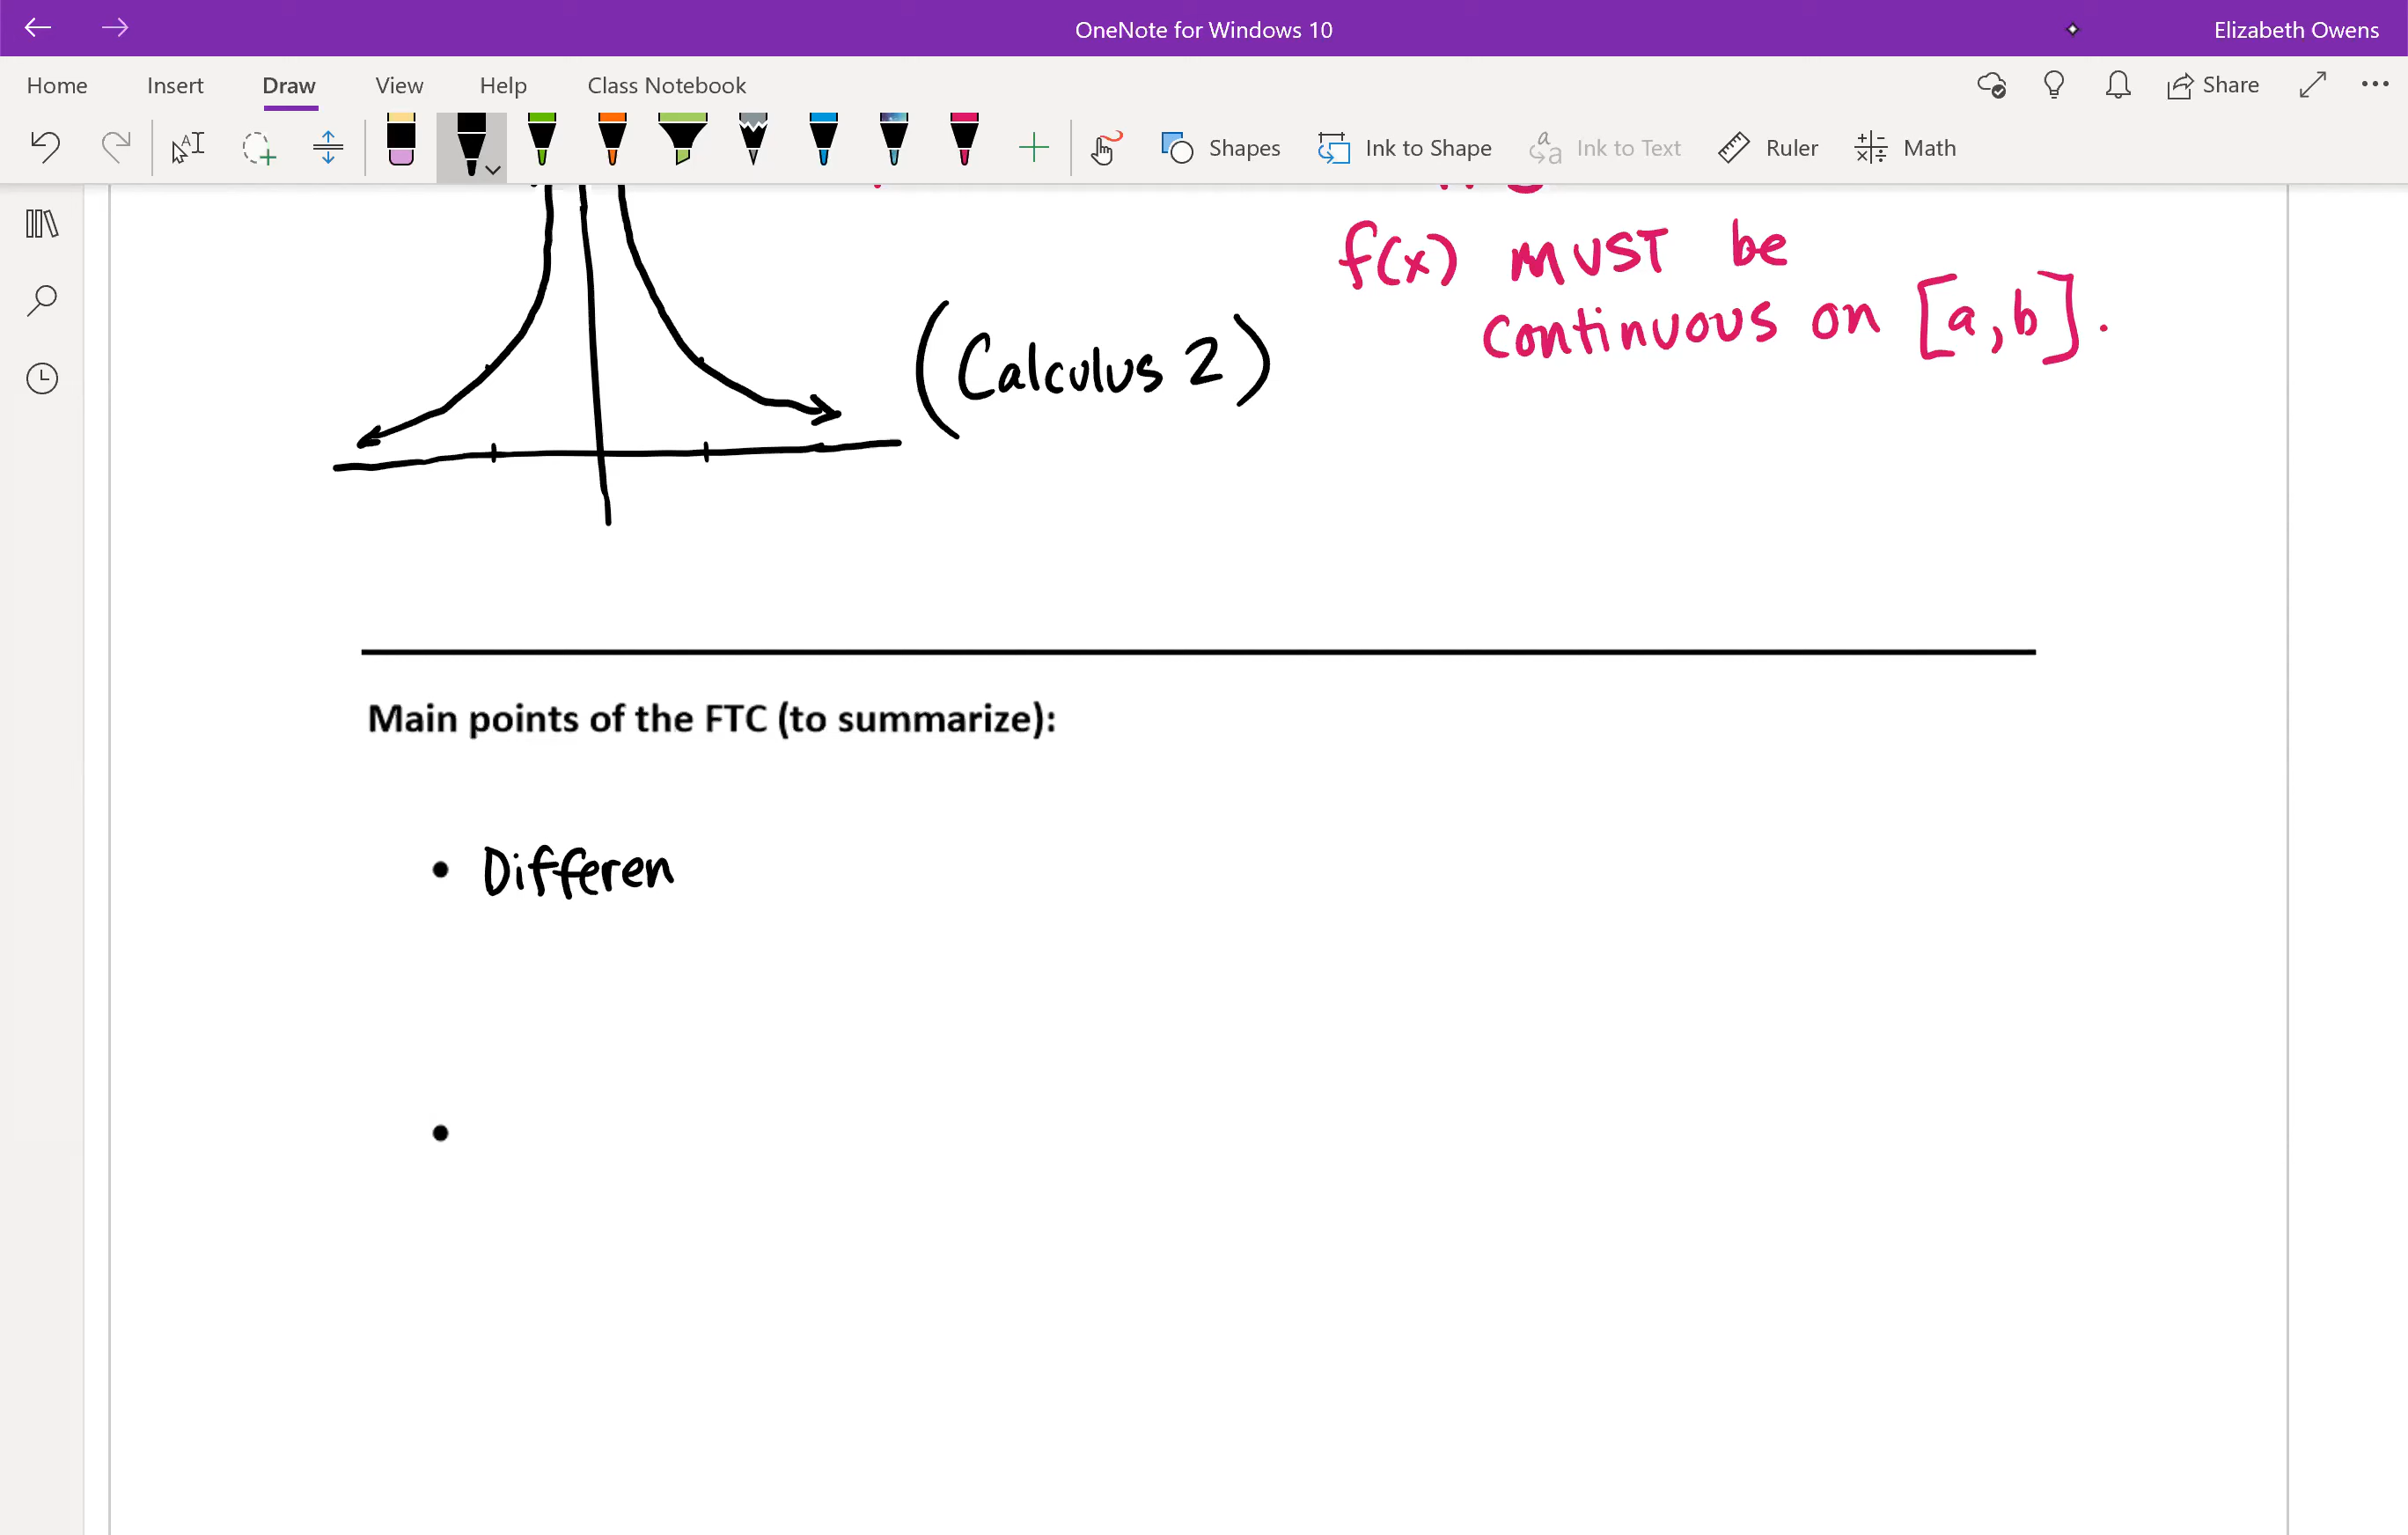 OneNote for Windows 10
Elizabeth Owens
Home Insert Draw View Help Class Notebook Share
Shapes Ink to Shape Ink to Text Ruler Math
f(x) must be
continuous on [a,b].
(Calculus 2)
Main points of the FTC (to summarize):
• Differen
•